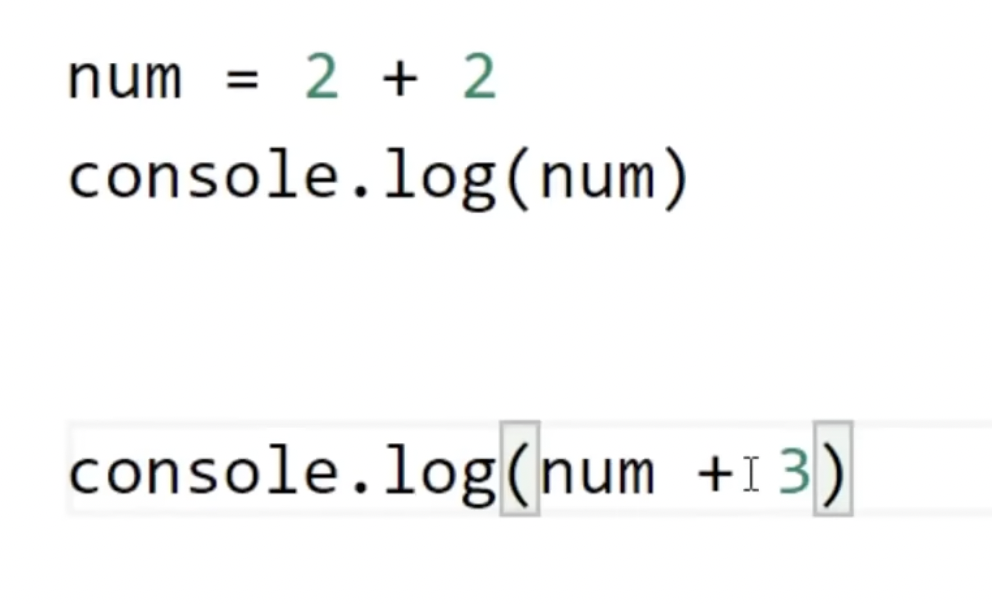 num = 2 + 2
console.log(num)
console.log(num + 3)